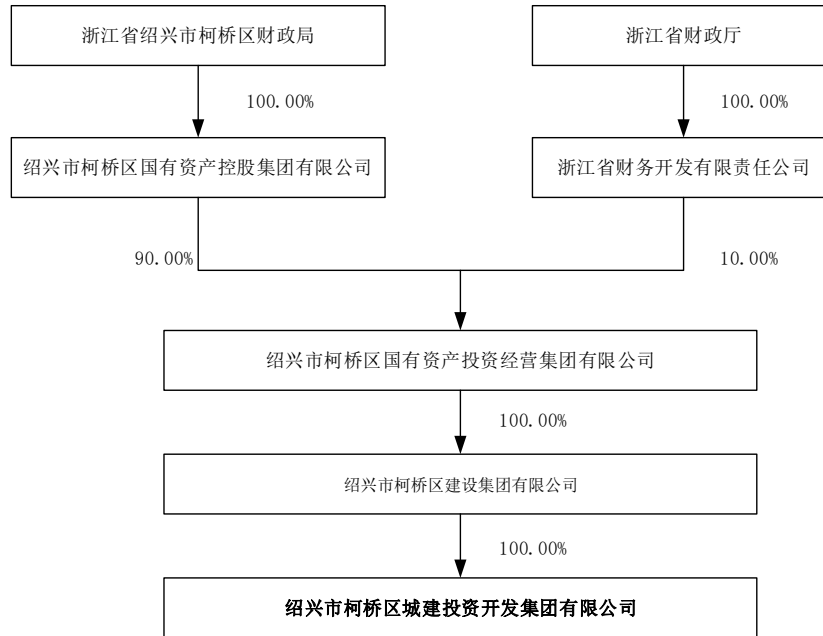 浙江省绍兴市柯桥区财政局
浙江省财政厅
100.00%
100.00%
绍兴市柯桥区国有资产控股集团有限公司
浙江省财务开发有限责任公司
90.00%
10.00%
绍兴市柯桥区国有资产投资经营集团有限公司
100.00%
绍兴市柯桥区建设集团有限公司
100.00%
绍兴市柯桥区城建投资开发集团有限公司